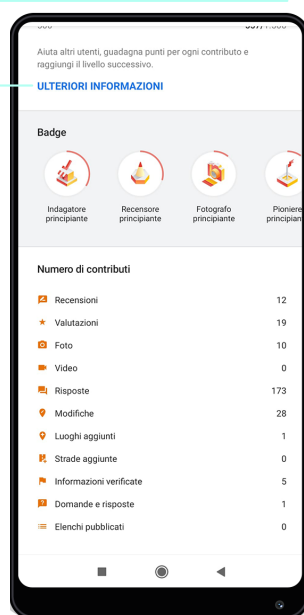 Aiuta altri utenti, guadagna punti per ogni contributo e
raggiungi il livello successivo.
ULTERIORI INFORMAZIONI
Badge
Indagatore
principiante
Recensore
principiante
Fotografo
principiante
Pioniere
principian
Numero di contributi
Recensioni 12
Valutazioni 19
Foto 10
Video 0
Risposte 173
Modifiche 28
Luoghi aggiunti 1
Strade aggiunte 0
Informazioni verificate 5
Domande e risposte 1
Elenchi pubblicati 0